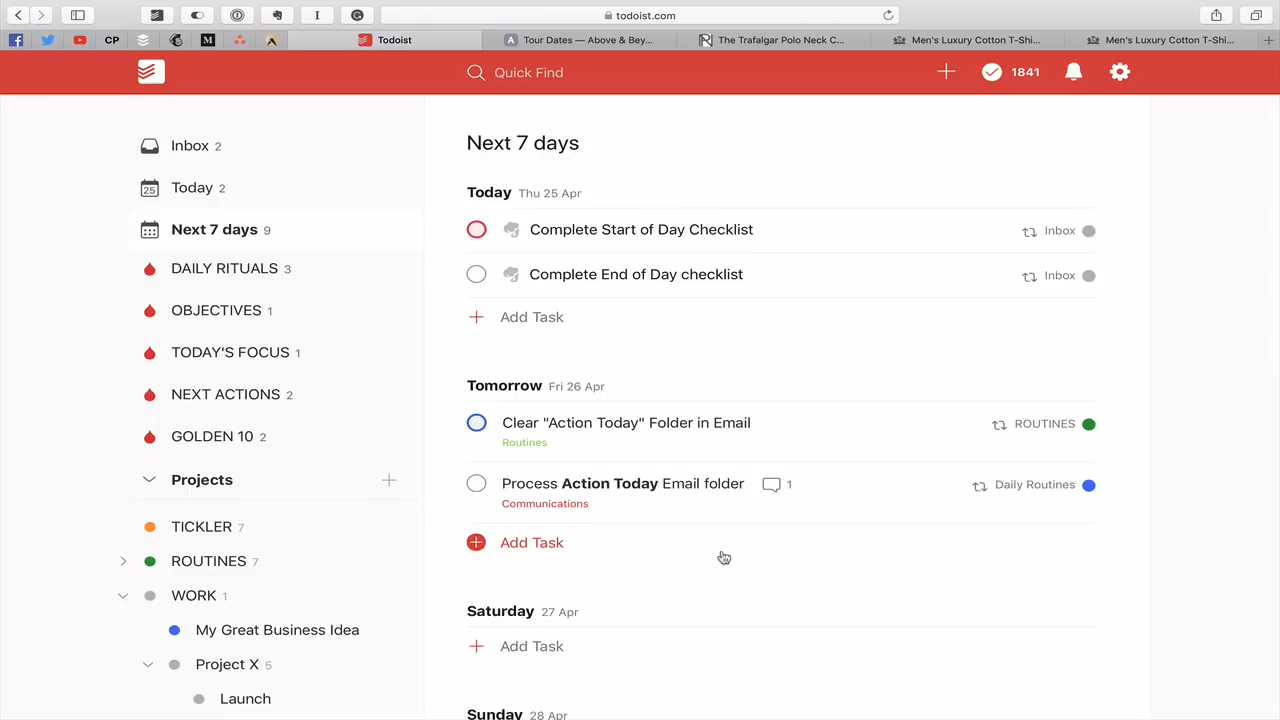 todoist.com
CP
M
Todoist
A Tour Dates — Above & Bey...
The Trafalgar Polo Neck C...
Men's Luxury Cotton T-Shi...
Men's Luxury Cotton T-Shi...
Quick Find
1841
Inbox 2
25 Today 2
Next 7 days 9
DAILY RITUALS 3
OBJECTIVES 1
TODAY'S FOCUS 1
NEXT ACTIONS 2
GOLDEN 10 2
Projects
TICKLER 7
ROUTINES 7
WORK 1
My Great Business Idea
Project X 5
Launch
Next 7 days
Today Thu 25 Apr
Complete Start of Day Checklist Inbox
Complete End of Day checklist Inbox
Add Task
Tomorrow Fri 26 Apr
Clear "Action Today" Folder in Email ROUTINES
Routines
Process Action Today Email folder 1 Daily Routines
Communications
Add Task
Saturday 27 Apr
Add Task
Sunday 28 Apr